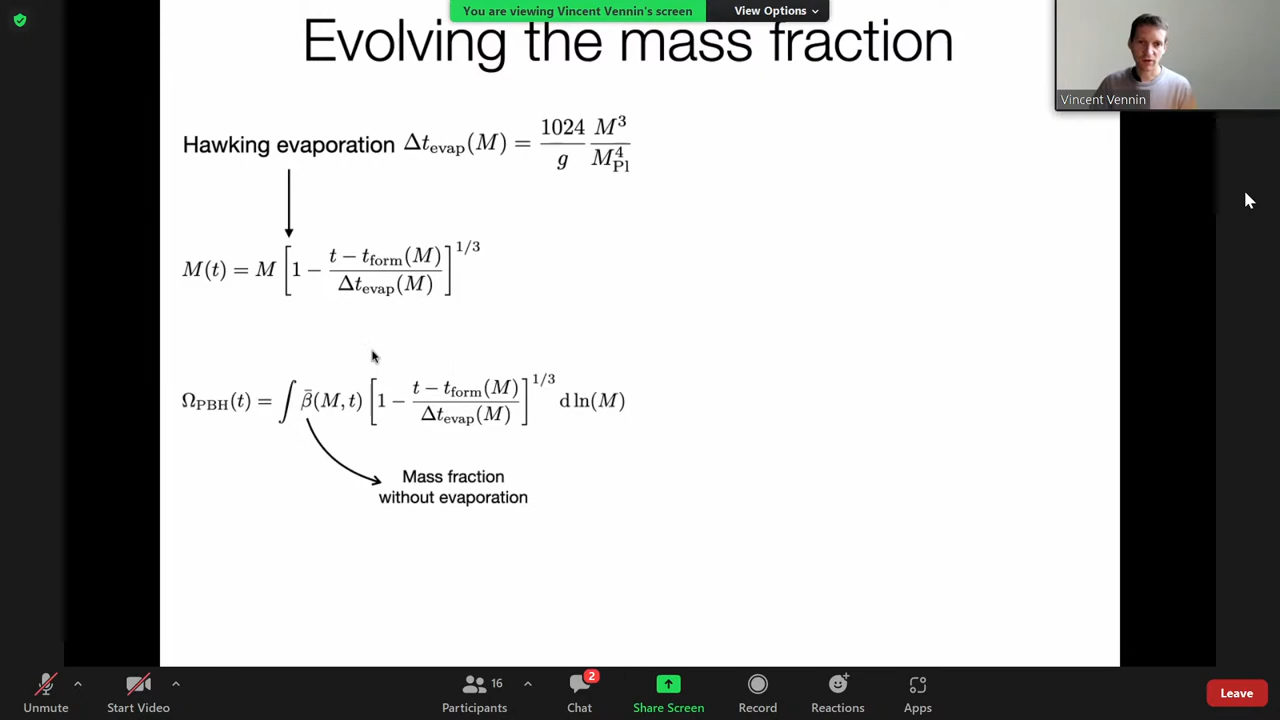 You are viewing Vincent Vennin's screen
View Options
Evolving the mass fraction
Vincent Vennin
Hawking evaporation Δt_evap(M) = 1024/g M³/M_Pl⁴
M(t) = M [1 − (t − t_form(M))/Δt_evap(M)]^{1/3}
Ω_PBH(t) = ∫ β̄(M, t) [1 − (t − t_form(M))/Δt_evap(M)]^{1/3} d ln(M)
Mass fraction
without evaporation
Unmute
Start Video
16
Participants
2
Chat
Share Screen
Record
Reactions
Apps
Leave